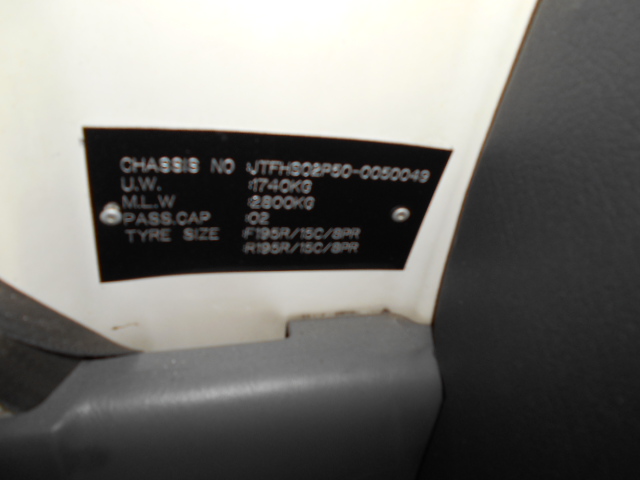 CHASSIS NO :JTFHS02P50-0050049
U.W. :1740KG
M.L.W :2800KG
PASS.CAP :02
TYRE SIZE :F195R/15C/8PR
:R195R/15C/8PR